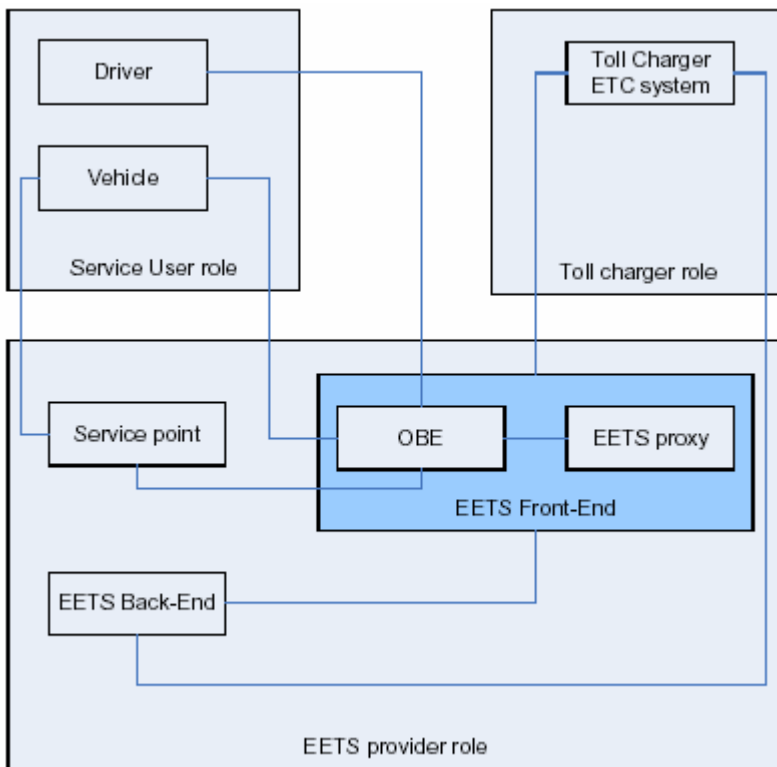 Driver
Vehicle
Service User role
Toll Charger
ETC system
Toll charger role
Service point
OBE
EETS proxy
EETS Front-End
EETS Back-End
EETS provider role